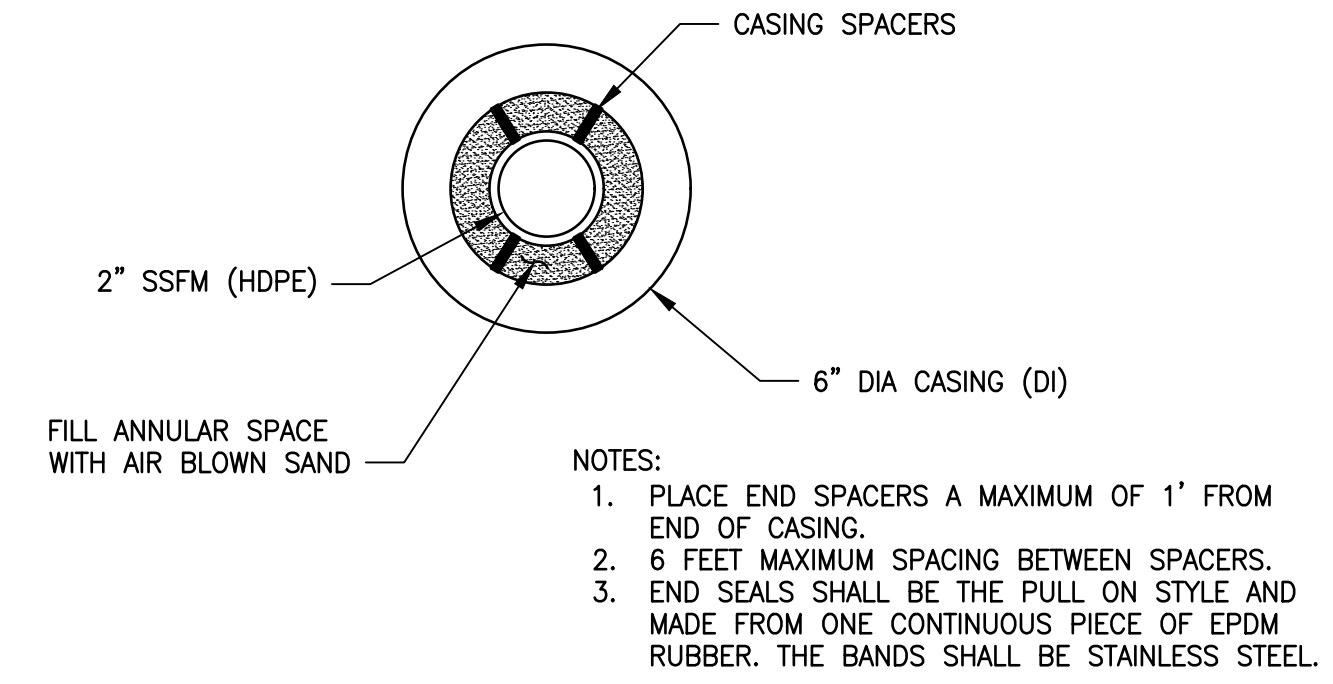 CASING SPACERS
2” SSFM (HDPE)
6” DIA CASING (DI)
FILL ANNULAR SPACE
WITH AIR BLOWN SAND
NOTES:
1. PLACE END SPACERS A MAXIMUM OF 1’ FROM
END OF CASING.
2. 6 FEET MAXIMUM SPACING BETWEEN SPACERS.
3. END SEALS SHALL BE THE PULL ON STYLE AND
MADE FROM ONE CONTINUOUS PIECE OF EPDM
RUBBER. THE BANDS SHALL BE STAINLESS STEEL.